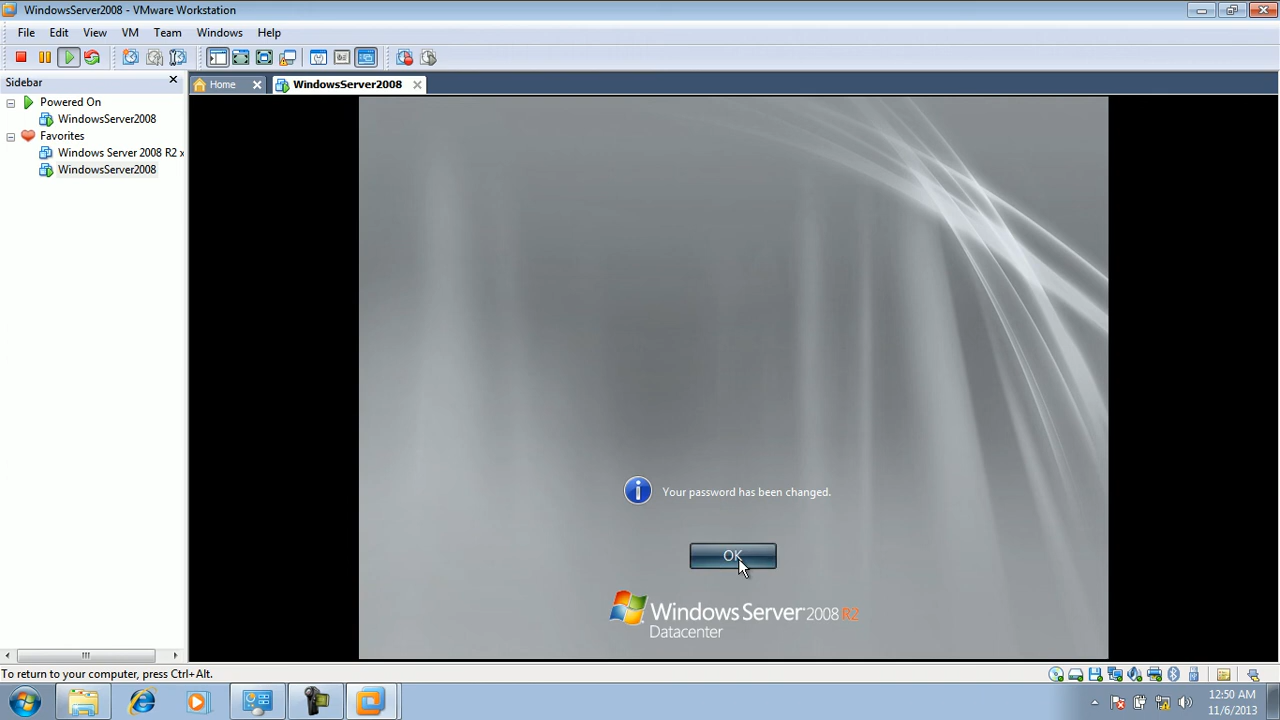 WindowsServer2008 - VMware Workstation
File Edit View VM Team Windows Help
Sidebar
Home
WindowsServer2008
Powered On
WindowsServer2008
Favorites
Windows Server 2008 R2 x
WindowsServer2008
Your password has been changed.
OK
Windows Server 2008 R2
Datacenter
To return to your computer, press Ctrl+Alt.
12:50 AM
11/6/2013